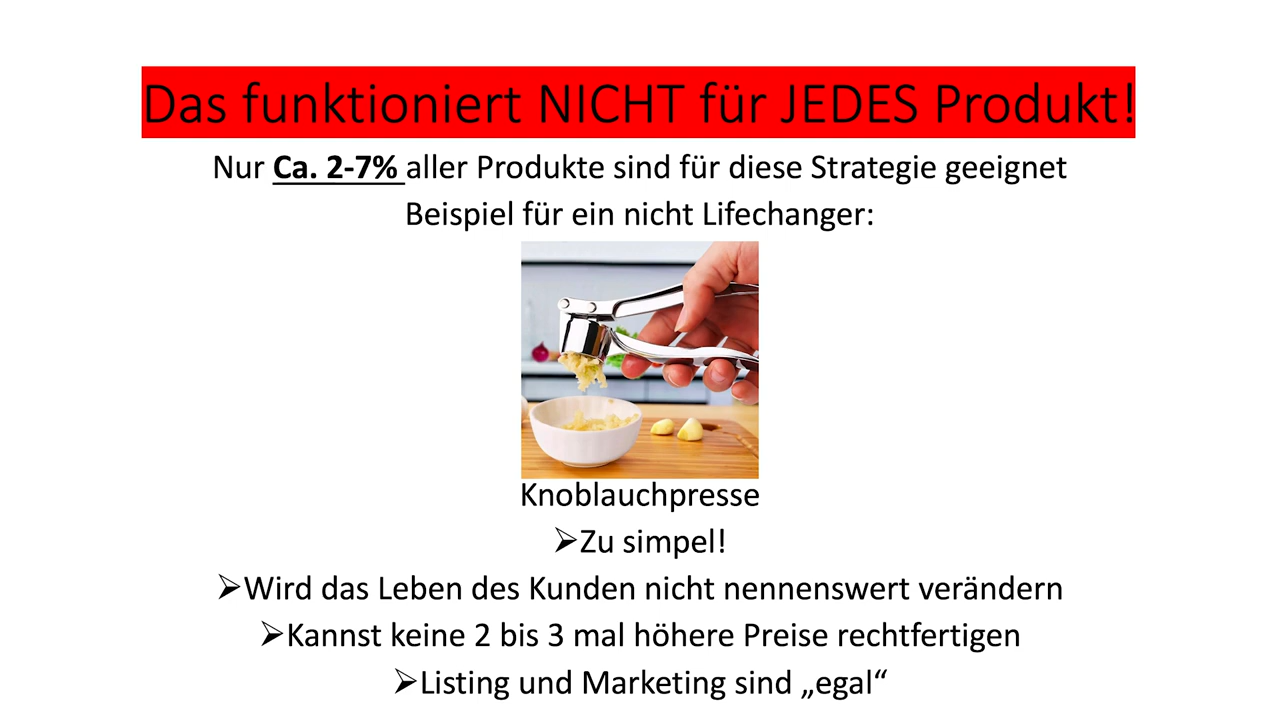 Das funktioniert NICHT für JEDES Produkt!
Nur Ca. 2-7% aller Produkte sind für diese Strategie geeignet
Beispiel für ein nicht Lifechanger:
Knoblauchpresse
➢Zu simpel!
➢Wird das Leben des Kunden nicht nennenswert verändern
➢Kannst keine 2 bis 3 mal höhere Preise rechtfertigen
➢Listing und Marketing sind „egal“